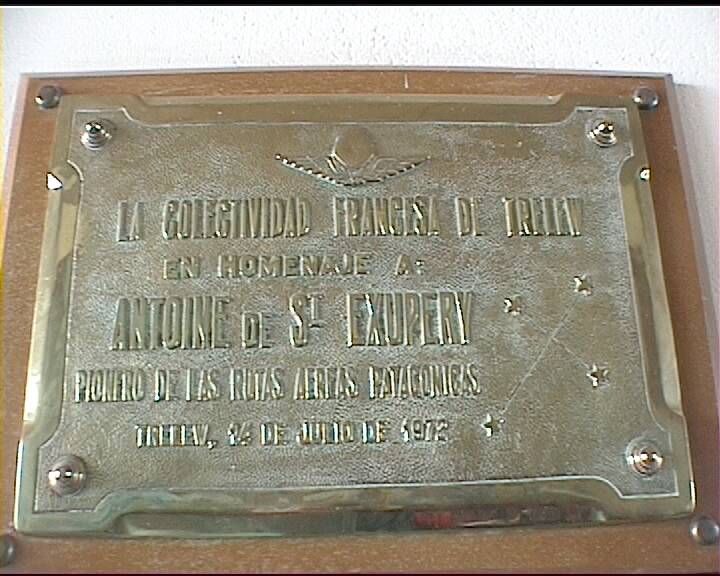 LA COLECTIVIDAD FRANCESA DE TRELEW
EN HOMENAJE A:
ANTOINE DE ST EXUPERY
PIONERO DE LAS RUTAS AEREAS PATAGONICAS
TRELEW, 14 DE JULIO DE 1972